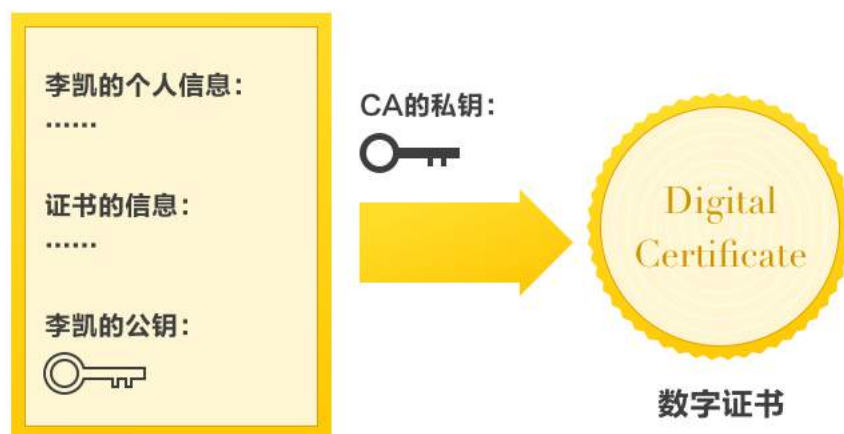 李凯的个人信息：
······
证书的信息：
······
李凯的公钥：
CA的私钥：
Digital
Certificate
数字证书